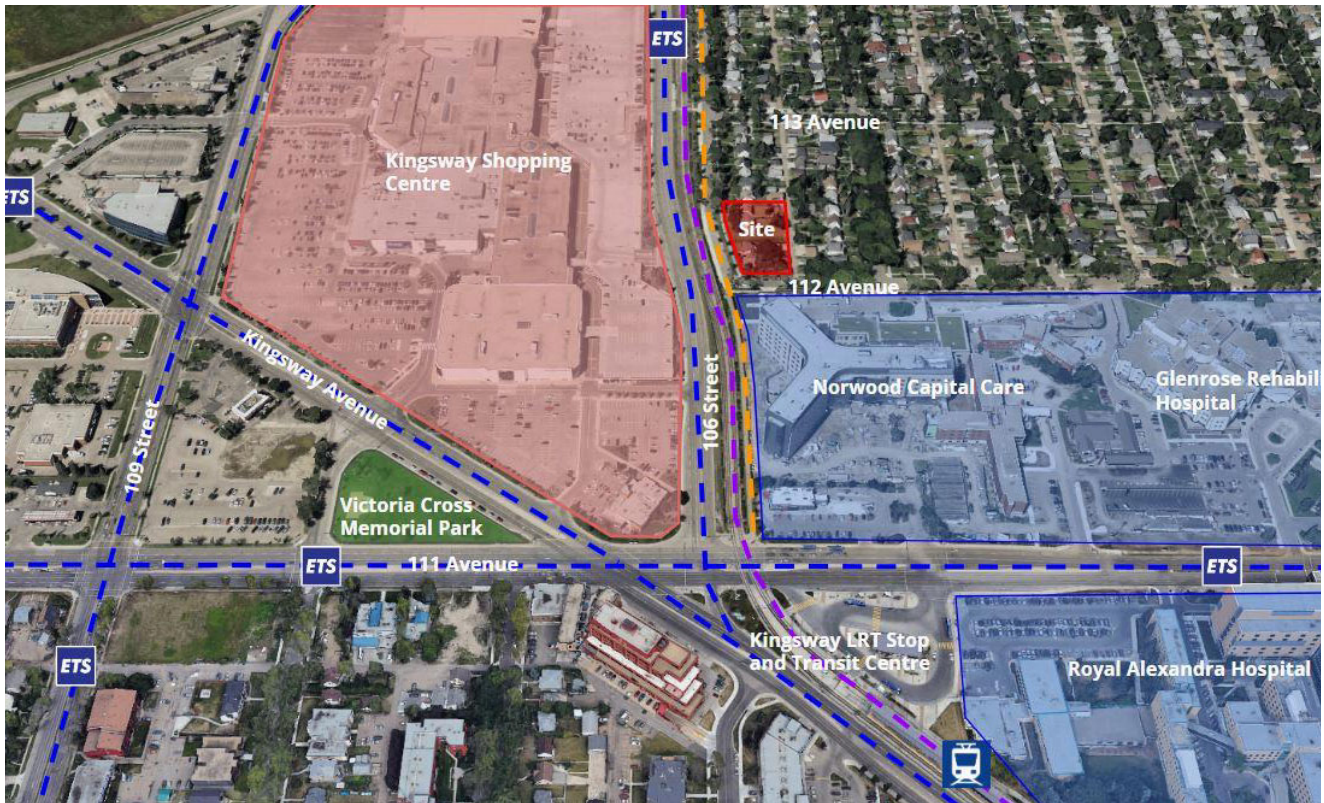 ETS
113 Avenue
Kingsway Shopping
Centre
ETS
Site
112 Avenue
Kingsway Avenue
106 Street
Norwood Capital Care
Glenrose Rehabili
Hospital
109 Street
Victoria Cross
Memorial Park
ETS
111 Avenue
ETS
Kingsway LRT Stop
and Transit Centre
ETS
Royal Alexandra Hospital